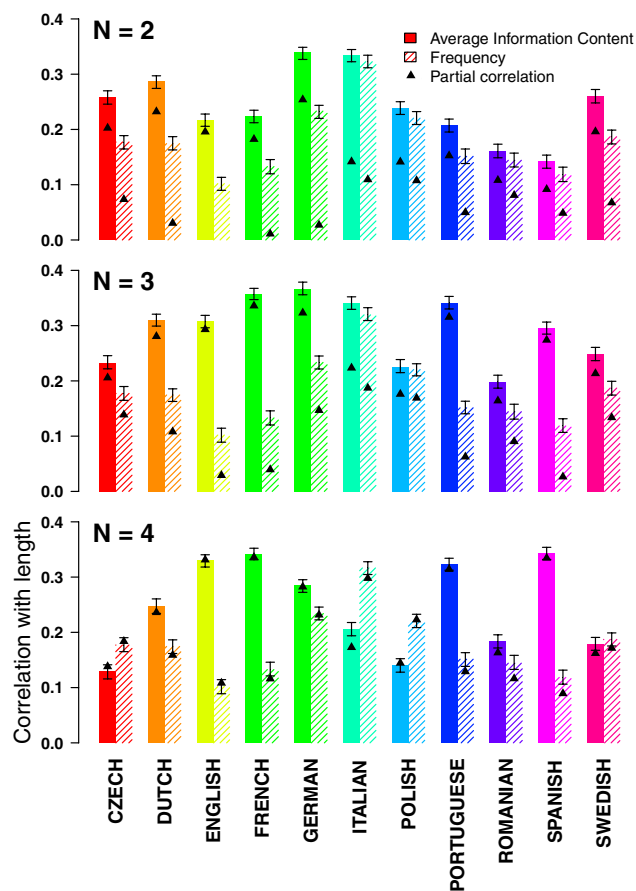 N = 2
Average Information Content
Frequency
Partial correlation
0.4
0.3
0.2
0.1
0.0
N = 3
0.4
0.3
0.2
0.1
0.0
N = 4
0.4
0.3
0.2
0.1
0.0
Correlation with length
CZECH
DUTCH
ENGLISH
FRENCH
GERMAN
ITALIAN
POLISH
PORTUGUESE
ROMANIAN
SPANISH
SWEDISH